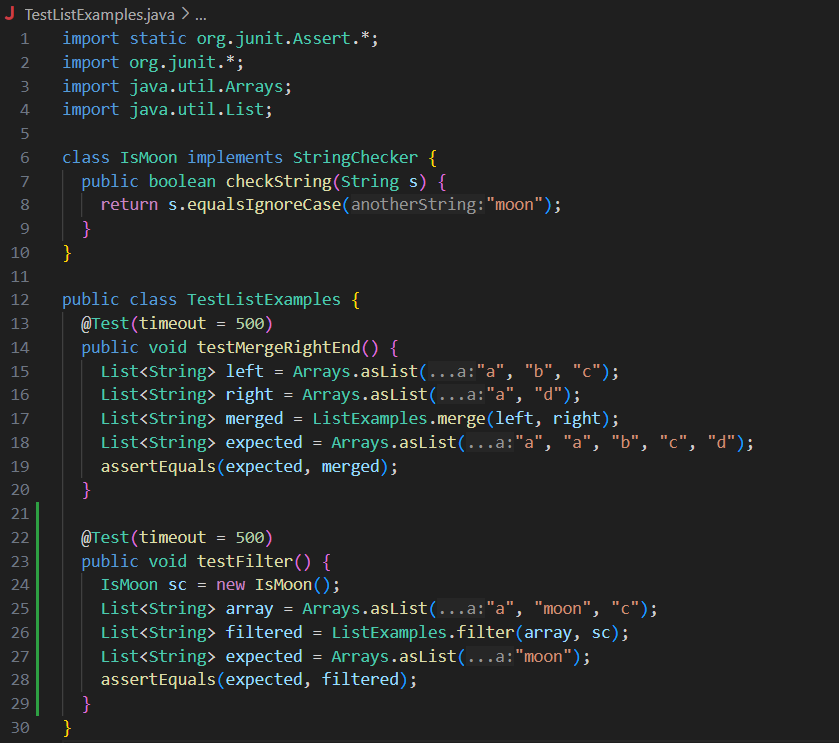 J TestListExamples.java > ...
1 import static org.junit.Assert.*;
2 import org.junit.*;
3 import java.util.Arrays;
4 import java.util.List;
5
6 class IsMoon implements StringChecker {
7   public boolean checkString(String s) {
8     return s.equalsIgnoreCase(anotherString:"moon");
9   }
10 }
11
12 public class TestListExamples {
13   @Test(timeout = 500)
14   public void testMergeRightEnd() {
15     List<String> left = Arrays.asList(...a:"a", "b", "c");
16     List<String> right = Arrays.asList(...a:"a", "d");
17     List<String> merged = ListExamples.merge(left, right);
18     List<String> expected = Arrays.asList(...a:"a", "a", "b", "c", "d");
19     assertEquals(expected, merged);
20   }
21
22   @Test(timeout = 500)
23   public void testFilter() {
24     IsMoon sc = new IsMoon();
25     List<String> array = Arrays.asList(...a:"a", "moon", "c");
26     List<String> filtered = ListExamples.filter(array, sc);
27     List<String> expected = Arrays.asList(...a:"moon");
28     assertEquals(expected, filtered);
29   }
30 }